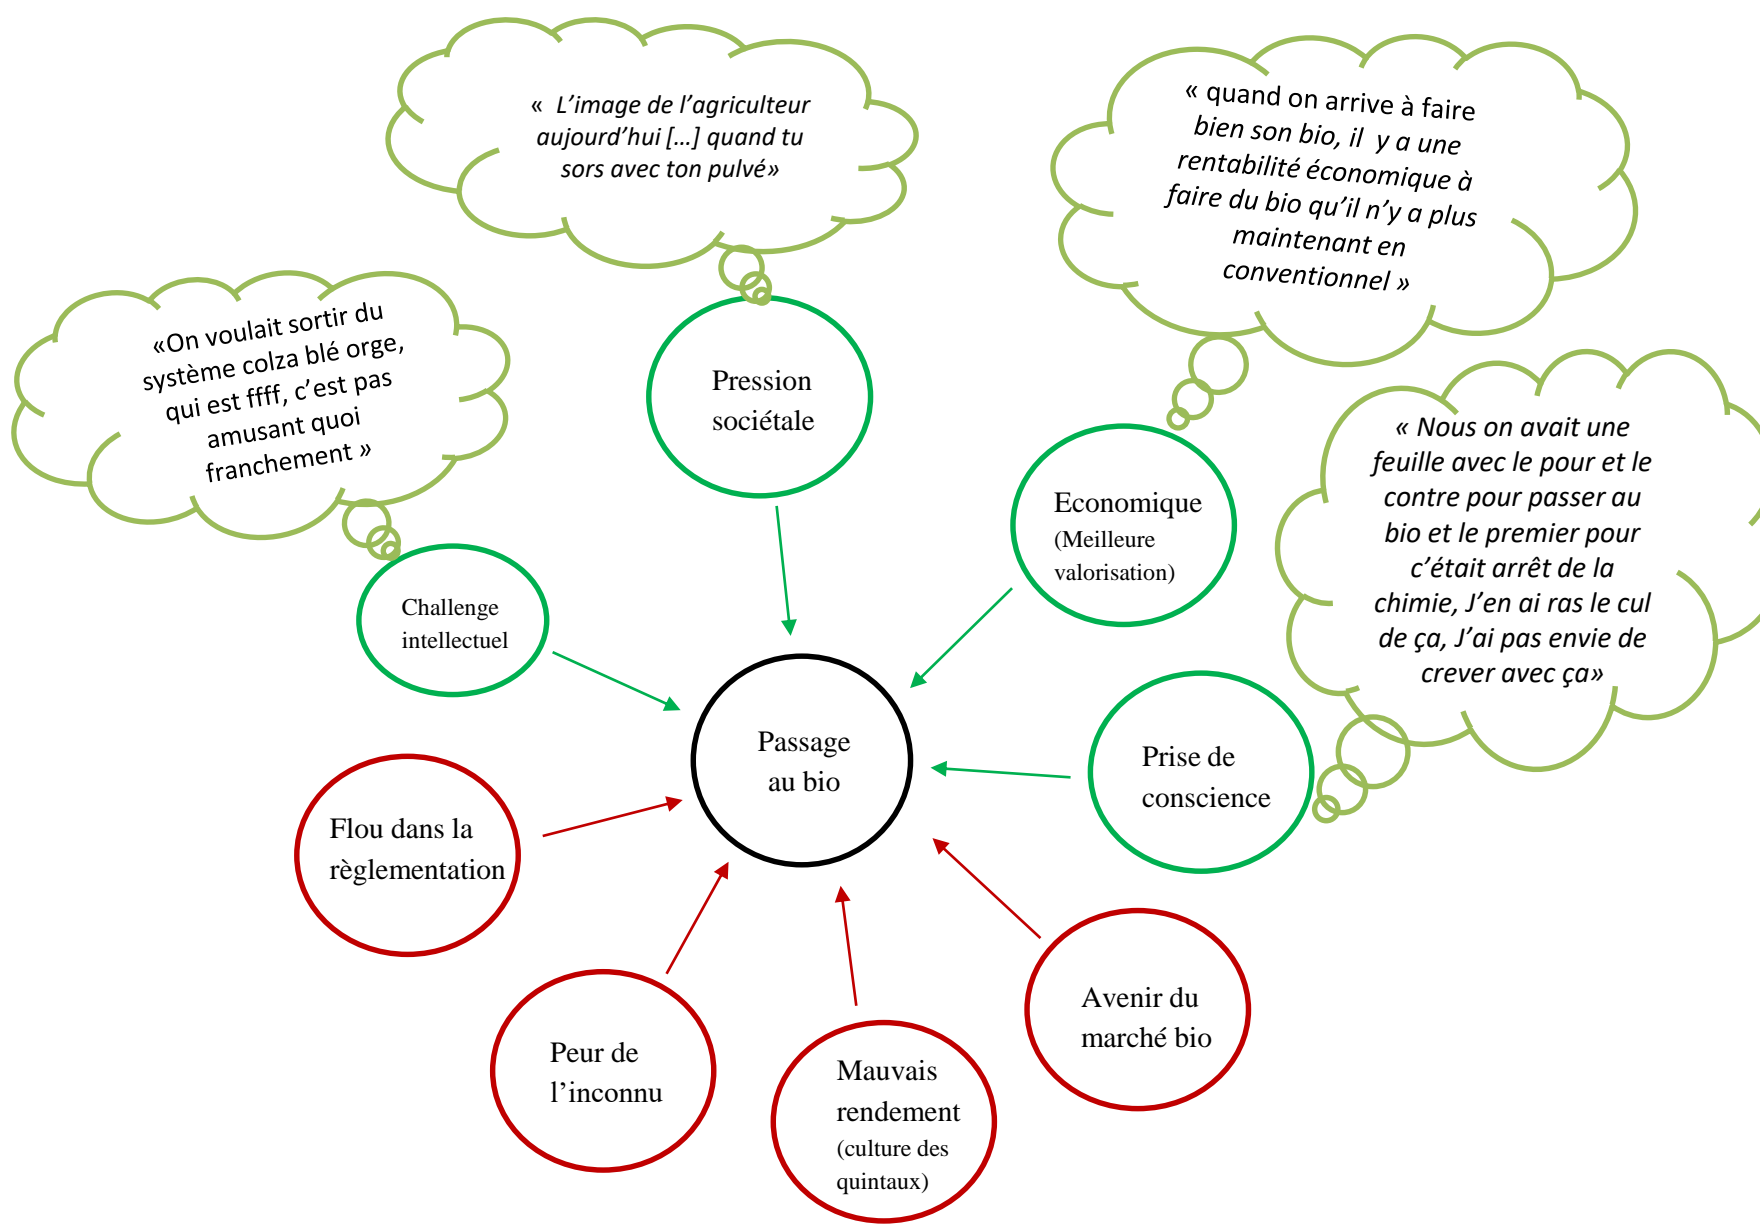 « L’image de l’agriculteur
aujourd’hui […] quand tu
sors avec ton pulvé»
« quand on arrive à faire
bien son bio, il y a une
rentabilité économique à
faire du bio qu’il n’y a plus
maintenant en
conventionnel »
«On voulait sortir du
système colza blé orge,
qui est ffff, c’est pas
amusant quoi
franchement »
« Nous on avait une
feuille avec le pour et le
contre pour passer au
bio et le premier pour
c’était arrêt de la
chimie, J’en ai ras le cul
de ça, J’ai pas envie de
crever avec ça»
Pression
sociétale
Economique
(Meilleure
valorisation)
Challenge
intellectuel
Passage
au bio
Prise de
conscience
Flou dans la
règlementation
Peur de
l’inconnu
Mauvais
rendement
(culture des
quintaux)
Avenir du
marché bio